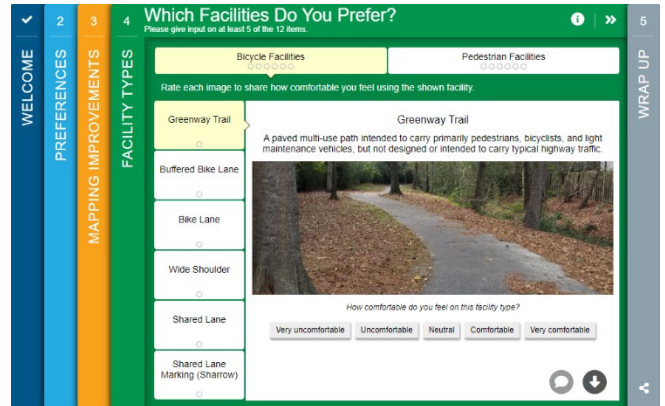 WELCOME
2
PREFERENCES
3
MAPPING IMPROVEMENTS
4
FACILITY TYPES
Which Facilities Do You Prefer?
Please give input on at least 5 of the 12 items.
Bicycle Facilities
Pedestrian Facilities
Rate each image to share how comfortable you feel using the shown facility.
Greenway Trail
Buffered Bike Lane
Bike Lane
Wide Shoulder
Shared Lane
Shared Lane
Marking (Sharrow)
Greenway Trail
A paved multi-use path intended to carry primarily pedestrians, bicyclists, and light
maintenance vehicles, but not designed or intended to carry typical highway traffic.
How comfortable do you feel on this facility type?
Very uncomfortable
Uncomfortable
Neutral
Comfortable
Very comfortable
5
WRAP UP